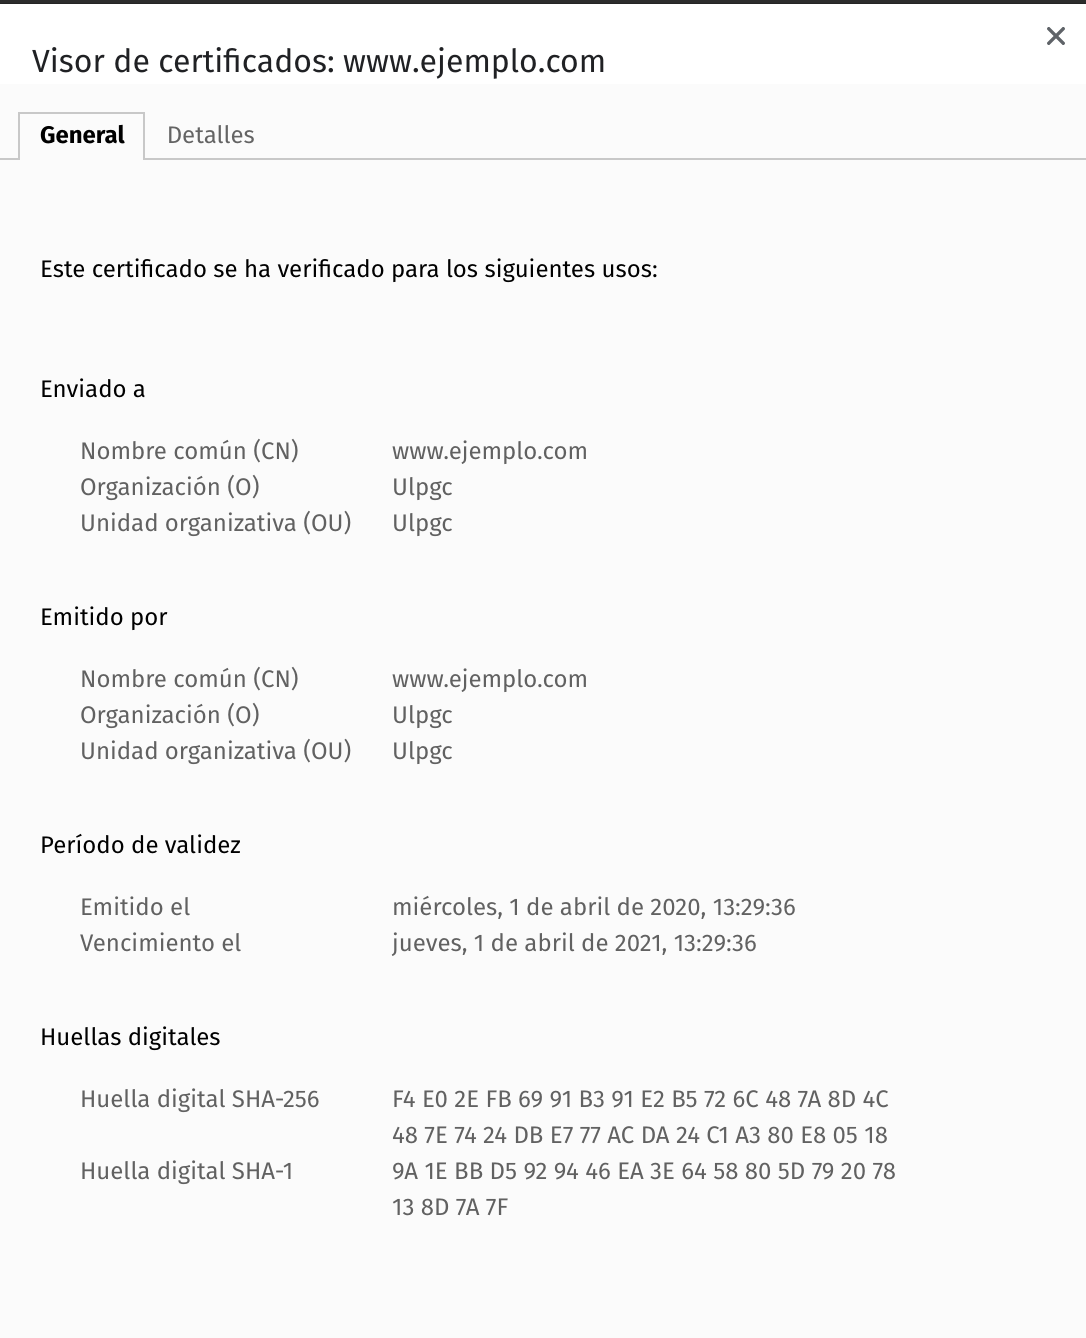 Visor de certificados: www.ejemplo.com
General Detalles
Este certificado se ha verificado para los siguientes usos:
Enviado a
Nombre común (CN) www.ejemplo.com
Organización (O) Ulpgc
Unidad organizativa (OU) Ulpgc
Emitido por
Nombre común (CN) www.ejemplo.com
Organización (O) Ulpgc
Unidad organizativa (OU) Ulpgc
Período de validez
Emitido el miércoles, 1 de abril de 2020, 13:29:36
Vencimiento el jueves, 1 de abril de 2021, 13:29:36
Huellas digitales
Huella digital SHA-256 F4 E0 2E FB 69 91 B3 91 E2 B5 72 6C 48 7A 8D 4C
48 7E 74 24 DB E7 77 AC DA 24 C1 A3 80 E8 05 18
Huella digital SHA-1 9A 1E BB D5 92 94 46 EA 3E 64 58 80 5D 79 20 78
13 8D 7A 7F